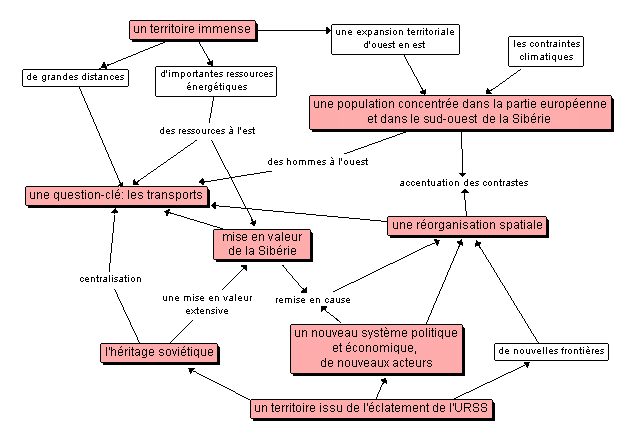 un territoire immense
une expansion territoriale
d'ouest en est
les contraintes
climatiques
de grandes distances
d'importantes ressources
énergétiques
une population concentrée dans la partie européenne
et dans le sud-ouest de la Sibérie
des ressources à l'est
des hommes à l'ouest
accentuation des contrastes
une question-clé: les transports
une réorganisation spatiale
mise en valeur
de la Sibérie
centralisation
une mise en valeur
extensive
remise en cause
un nouveau système politique
et économique,
de nouveaux acteurs
l'héritage soviétique
de nouvelles frontières
un territoire issu de l'éclatement de l'URSS